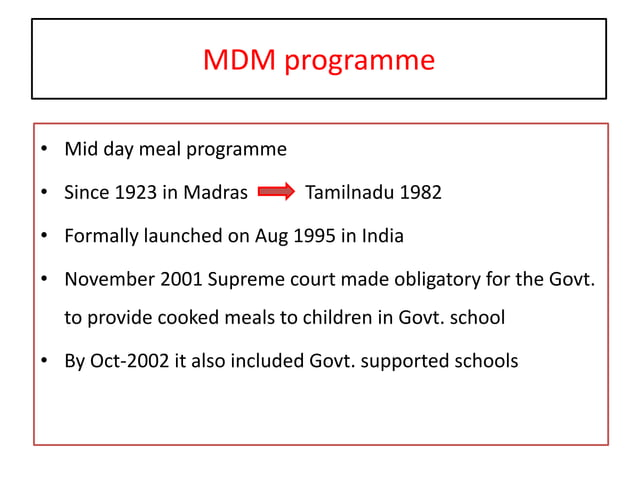 MDM programme
• Mid day meal programme
• Since 1923 in Madras Tamilnadu 1982
• Formally launched on Aug 1995 in India
• November 2001 Supreme court made obligatory for the Govt.
to provide cooked meals to children in Govt. school
• By Oct-2002 it also included Govt. supported schools